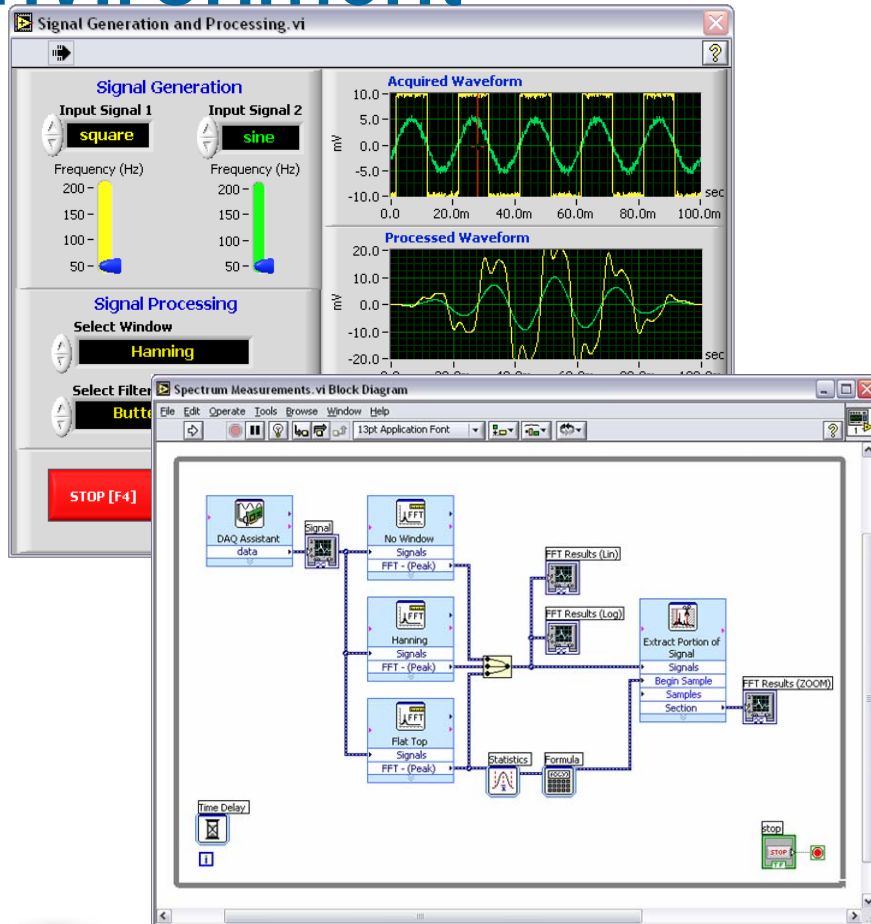 Environment
Signal Generation and Processing.vi
?
Signal Generation
Input Signal 1 Input Signal 2
square sine
Frequency (Hz) Frequency (Hz)
200 200
150 150
100 100
50 50
Signal Processing
Select Window
Hanning
Select Filter
Butte
STOP [F4]
Acquired Waveform
10.0
5.0
0.0
-5.0
-10.0
mV
sec
0.0 20.0m 40.0m 60.0m 80.0m 100.0m
Processed Waveform
20.0
10.0
0.0
-10.0
-20.0
mV
sec
Spectrum Measurements.vi Block Diagram
File Edit Operate Tools Browse Window Help
13pt Application Font
?
1
DAQ Assistant
data
Signal
FFT
No Window
Signals
FFT - (Peak)
FFT
Hanning
Signals
FFT - (Peak)
FFT
Flat Top
Signals
FFT - (Peak)
FFT Results (Lin)
FFT Results (Log)
Extract Portion of
Signal
Signals
Begin Sample
Samples
Section
FFT Results (ZOOM)
Statistics Formula
Time Delay
i
stop
STOP
TF